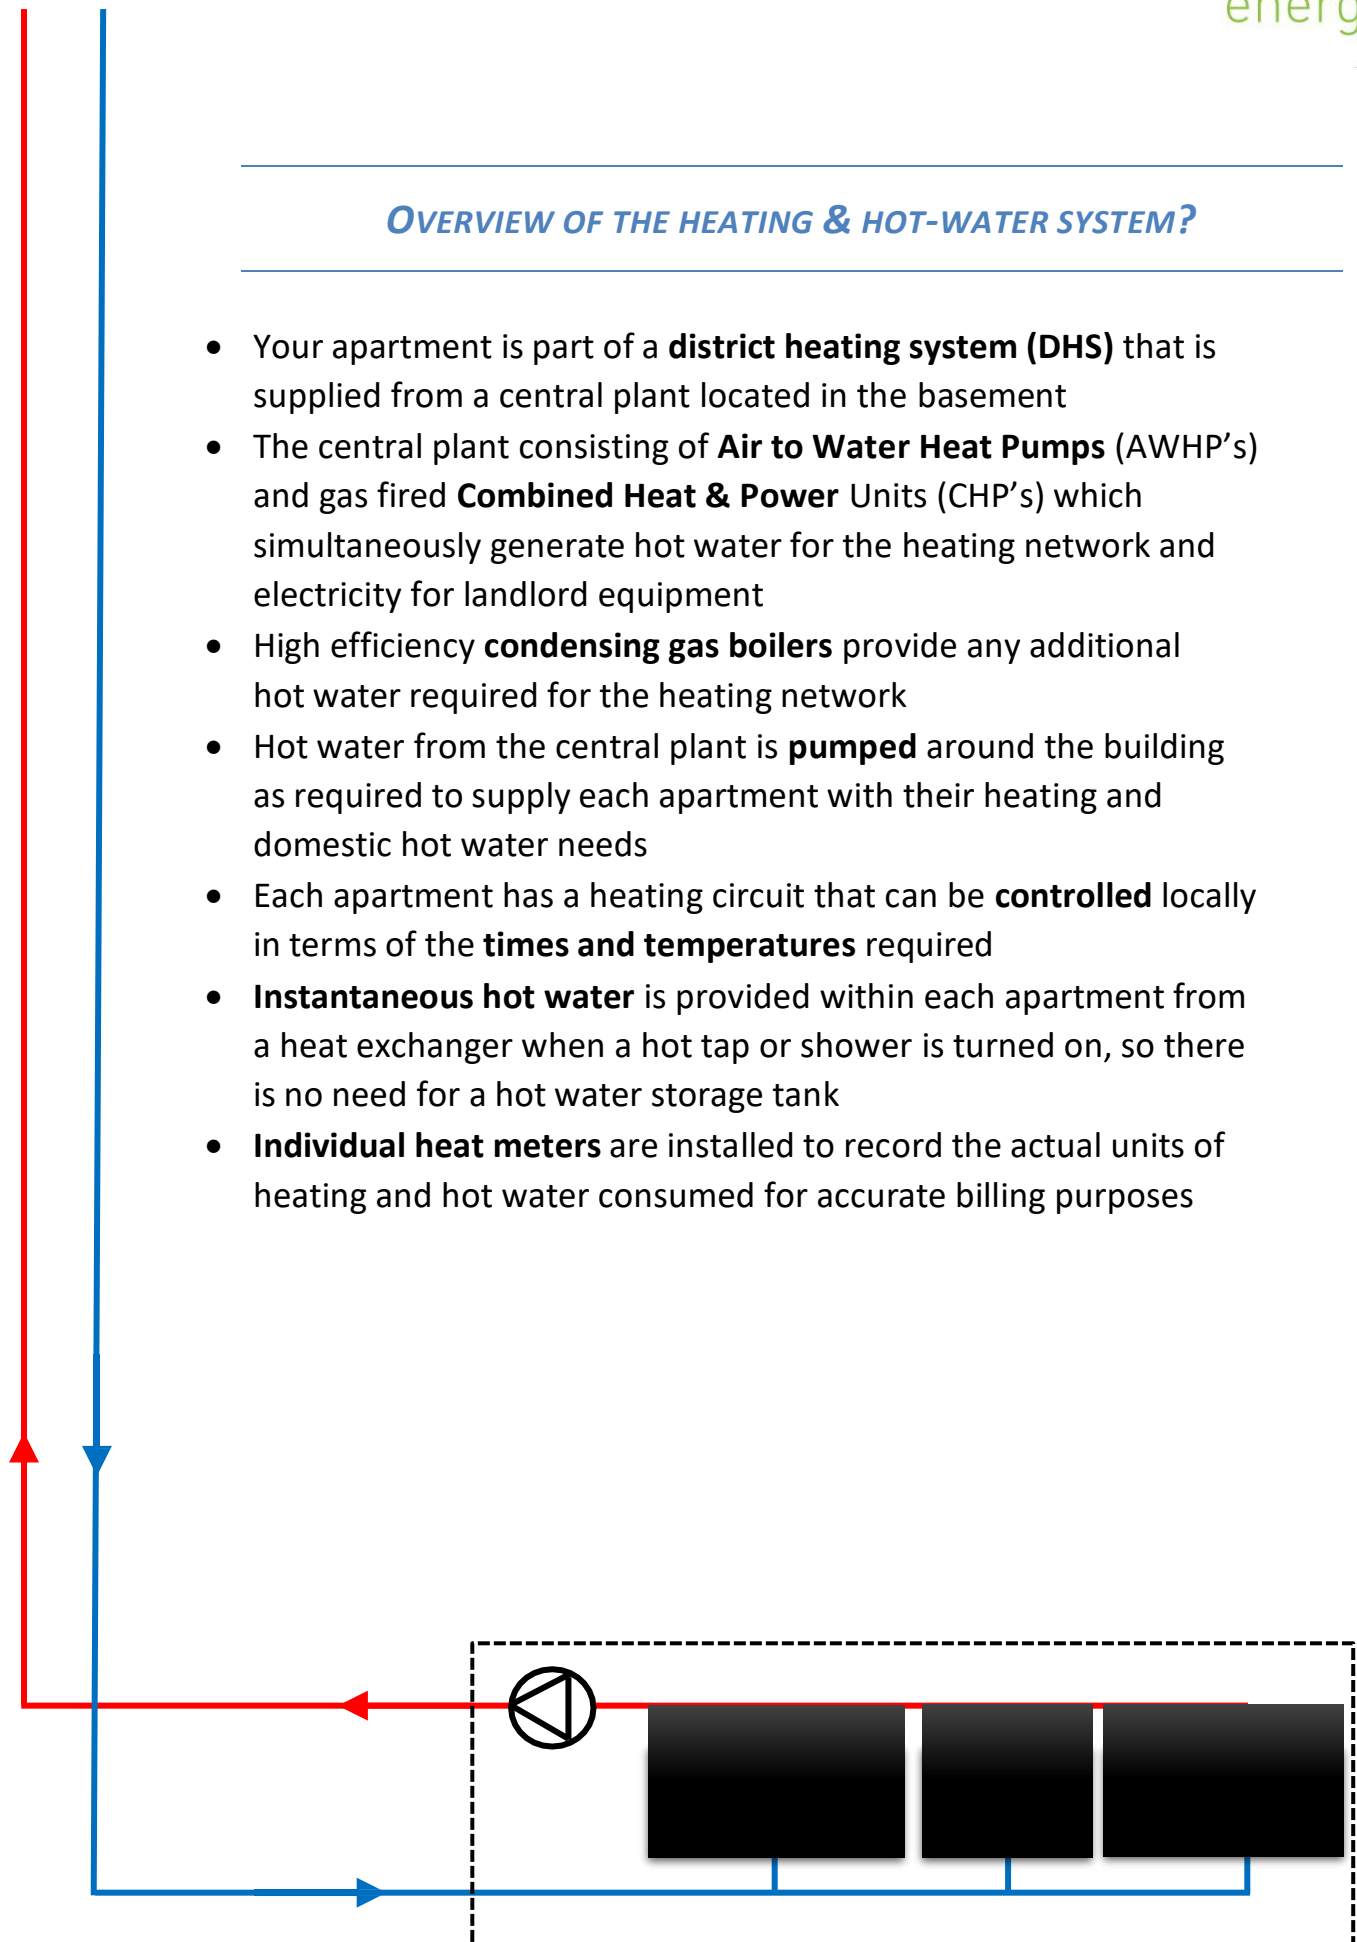 energ
OVERVIEW OF THE HEATING & HOT-WATER SYSTEM?
• Your apartment is part of a district heating system (DHS) that is
supplied from a central plant located in the basement
• The central plant consisting of Air to Water Heat Pumps (AWHP’s)
and gas fired Combined Heat & Power Units (CHP’s) which
simultaneously generate hot water for the heating network and
electricity for landlord equipment
• High efficiency condensing gas boilers provide any additional
hot water required for the heating network
• Hot water from the central plant is pumped around the building
as required to supply each apartment with their heating and
domestic hot water needs
• Each apartment has a heating circuit that can be controlled locally
in terms of the times and temperatures required
• Instantaneous hot water is provided within each apartment from
a heat exchanger when a hot tap or shower is turned on, so there
is no need for a hot water storage tank
• Individual heat meters are installed to record the actual units of
heating and hot water consumed for accurate billing purposes